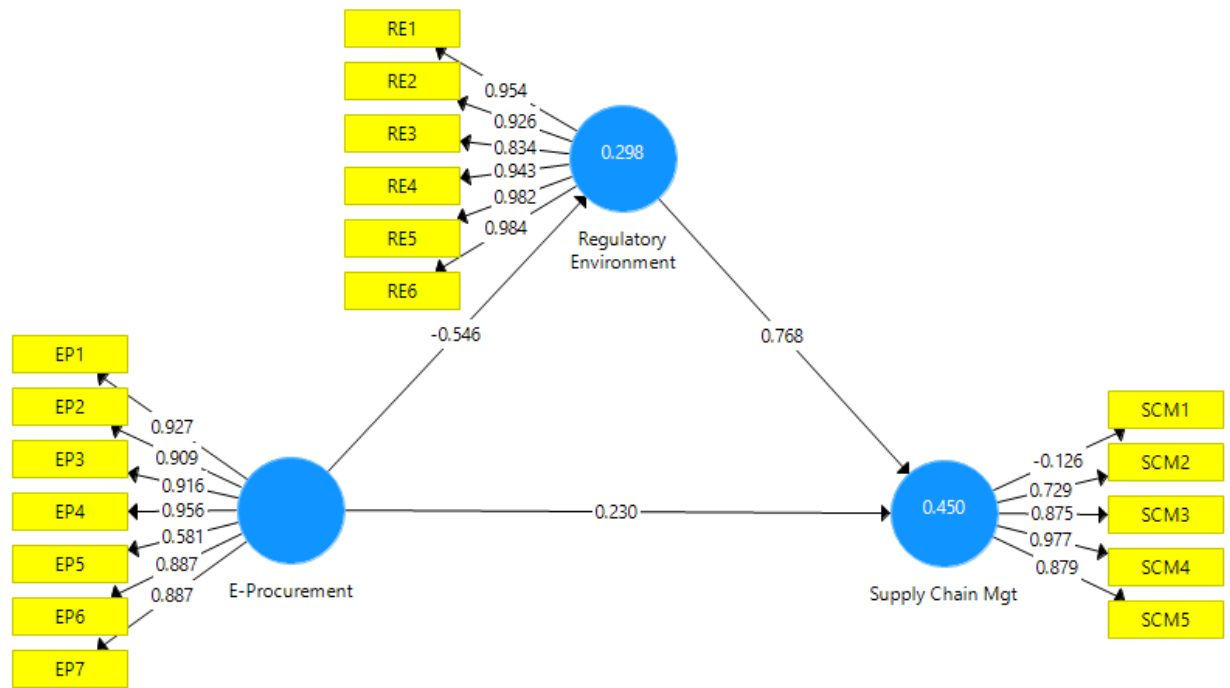 RE1
RE2
RE3
RE4
RE5
RE6
0.954
0.926
0.834
0.943
0.982
0.984
0.298
Regulatory
Environment
-0.546
0.768
EP1
EP2
EP3
EP4
EP5
EP6
EP7
0.927
0.909
0.916
0.956
0.581
0.887
0.887
E-Procurement
0.230
0.450
Supply Chain Mgt
-0.126
0.729
0.875
0.977
0.879
SCM1
SCM2
SCM3
SCM4
SCM5